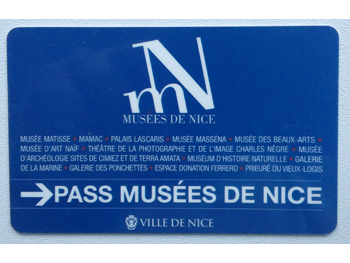 mN
MUSÉES DE NICE
MUSÉE MATISSE • MAMAC • PALAIS LASCARIS • MUSÉE MASSÉNA • MUSÉE DES BEAUX-ARTS •
MUSÉE D'ART NAÏF • THÉÂTRE DE LA PHOTOGRAPHIE ET DE L'IMAGE CHARLES NÈGRE • MUSÉE
D'ARCHÉOLOGIE SITES DE CIMIEZ ET DE TERRA AMATA • MUSÉUM D'HISTOIRE NATURELLE • GALERIE
DE LA MARINE • GALERIE DES PONCHETTES • ESPACE DONATION FERRERO • PRIEURÉ DU VIEUX-LOGIS
→PASS MUSÉES DE NICE
VILLE DE NICE